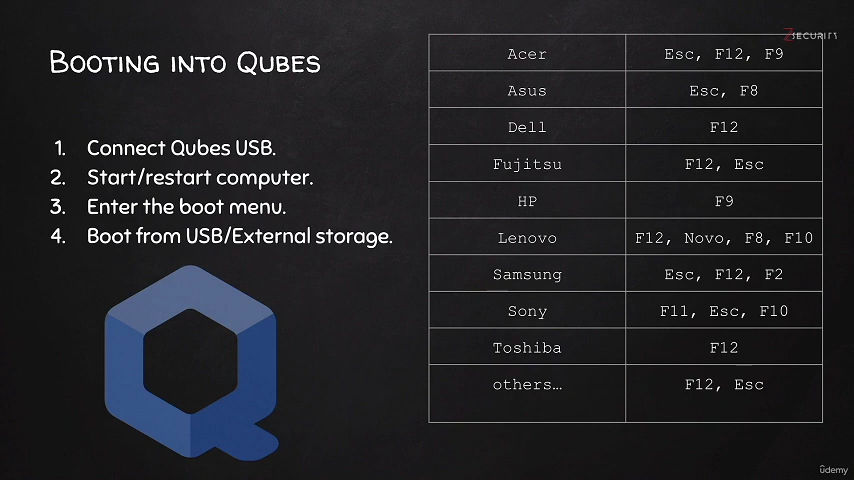 BOOTING INTO QUBES
1. Connect Qubes USB.
2. Start/restart computer.
3. Enter the boot menu.
4. Boot from USB/External storage.
Acer Esc, F12, F9
Asus Esc, F8
Dell F12
Fujitsu F12, Esc
HP F9
Lenovo F12, Novo, F8, F10
Samsung Esc, F12, F2
Sony F11, Esc, F10
Toshiba F12
others… F12, Esc
ZSECURITY
ûdemy